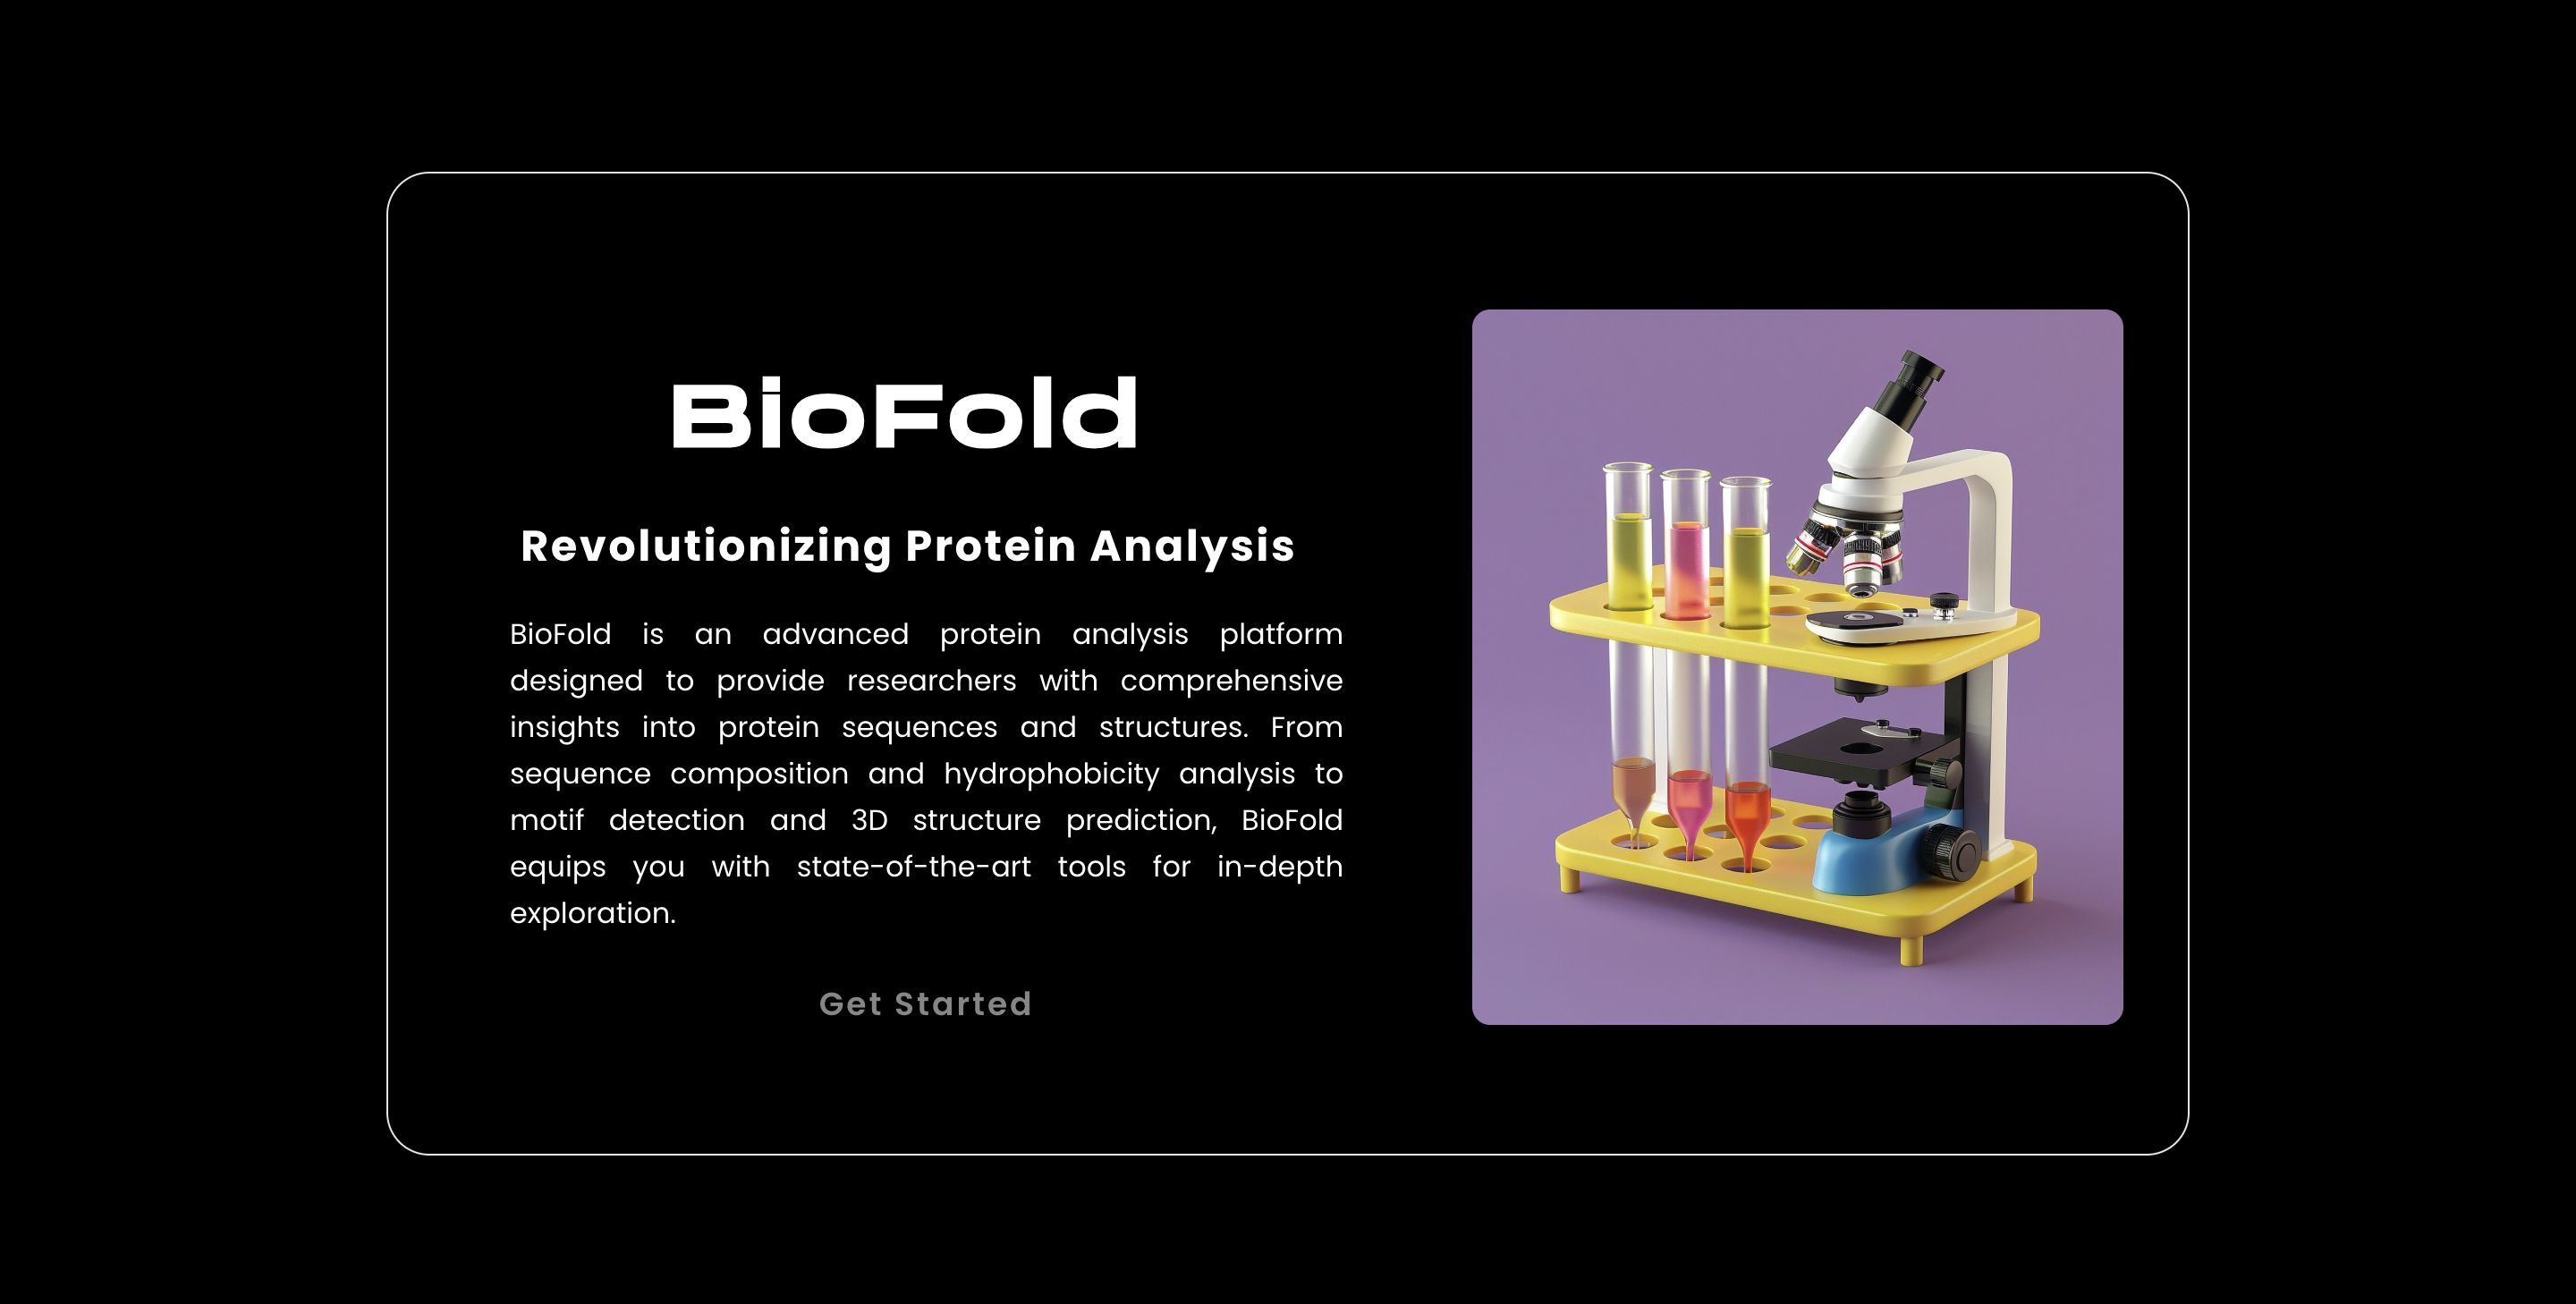 BioFold
Revolutionizing Protein Analysis
BioFold is an advanced protein analysis platform
designed to provide researchers with comprehensive
insights into protein sequences and structures. From
sequence composition and hydrophobicity analysis to
motif detection and 3D structure prediction, BioFold
equips you with state-of-the-art tools for in-depth
exploration.
Get Started